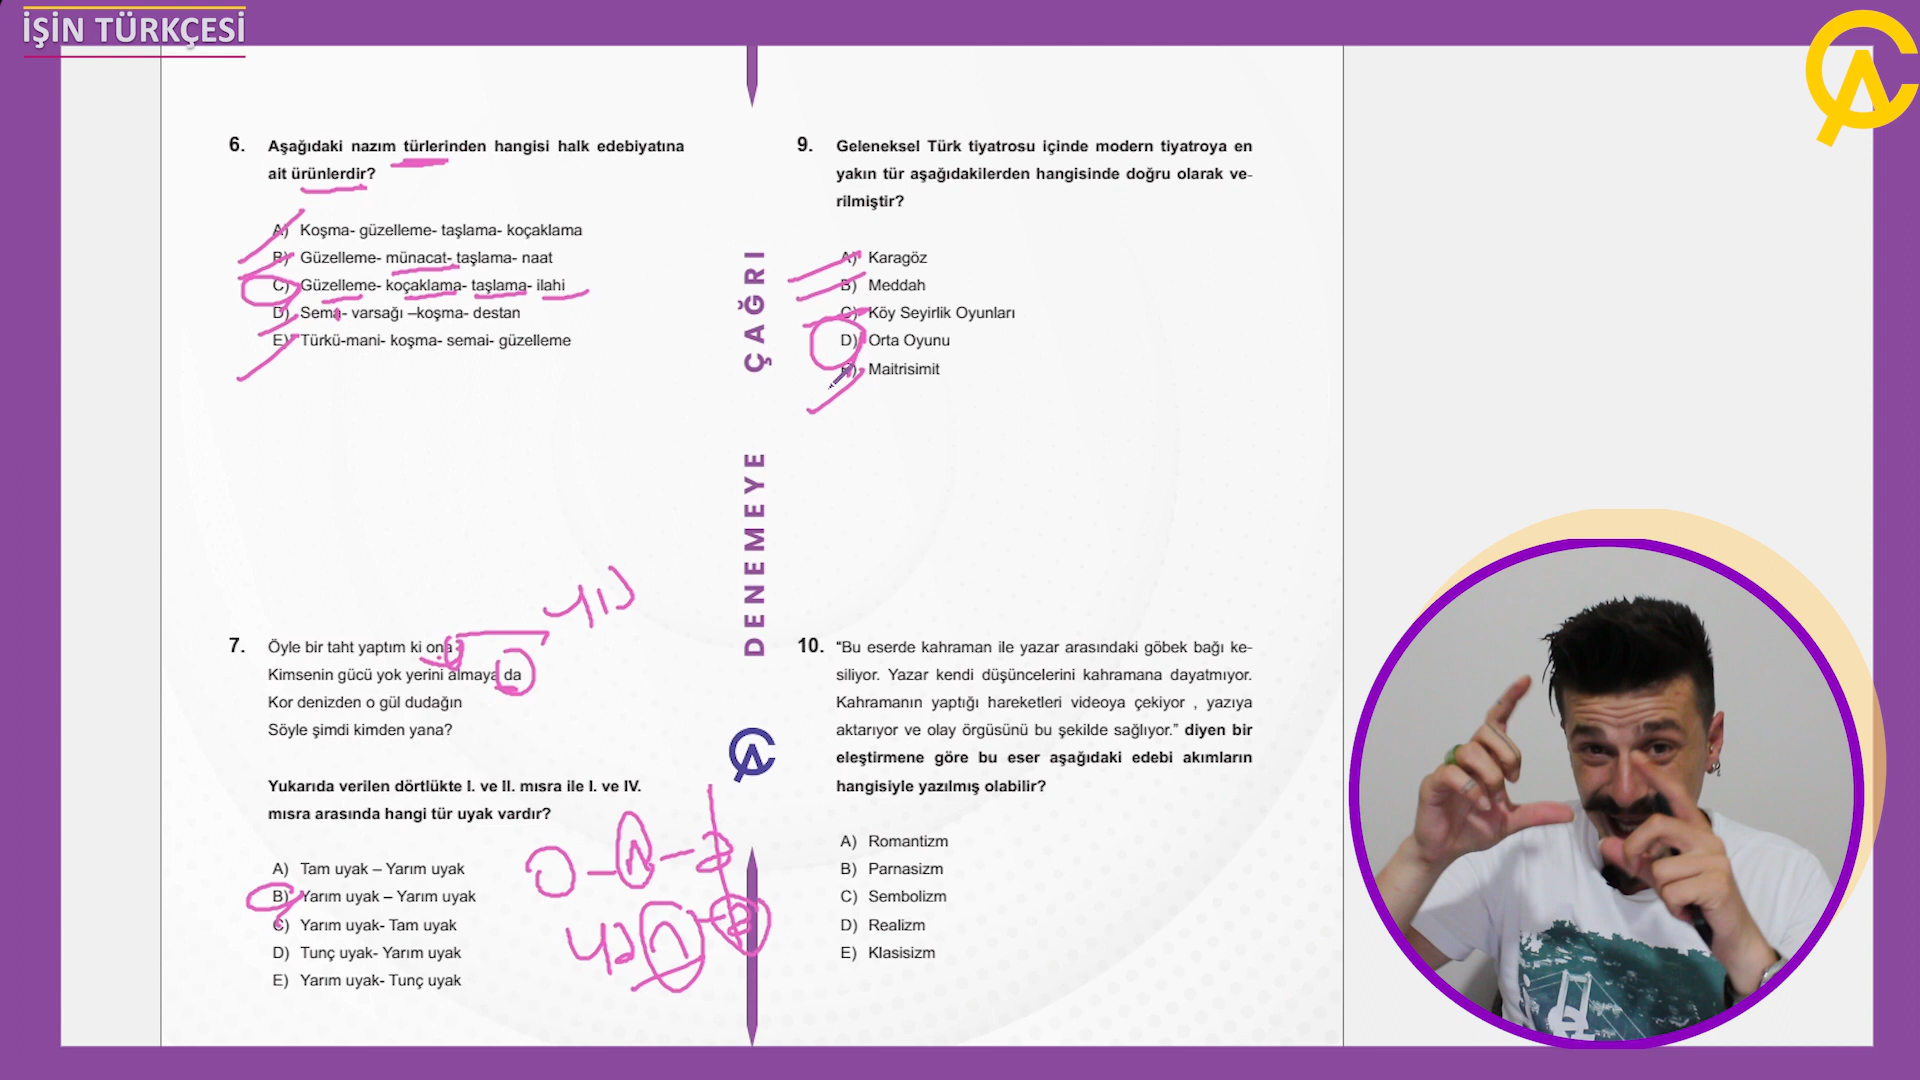 İŞİN TÜRKÇESİ
6. Aşağıdaki nazım türlerinden hangisi halk edebiyatına
ait ürünlerdir?
A) Koşma- güzelleme- taşlama- koçaklama
B) Güzelleme- münacat- taşlama- naat
C) Güzelleme- koçaklama- taşlama- ilahi
D) Sema- varsağı –koşma- destan
E) Türkü-mani- koşma- semai- güzelleme
7. Öyle bir taht yaptım ki ona
Kimsenin gücü yok yerini almaya da
Kor denizden o gül dudağın
Söyle şimdi kimden yana?
Yukarıda verilen dörtlükte I. ve II. mısra ile I. ve IV.
mısra arasında hangi tür uyak vardır?
A) Tam uyak – Yarım uyak
B) Yarım uyak – Yarım uyak
C) Yarım uyak- Tam uyak
D) Tunç uyak- Yarım uyak
E) Yarım uyak- Tunç uyak
DENEMEYE ÇAĞRI
9. Geleneksel Türk tiyatrosu içinde modern tiyatroya en
yakın tür aşağıdakilerden hangisinde doğru olarak ve-
rilmiştir?
A) Karagöz
B) Meddah
C) Köy Seyirlik Oyunları
D) Orta Oyunu
E) Maitrisimit
10. “Bu eserde kahraman ile yazar arasındaki göbek bağı ke-
siliyor. Yazar kendi düşüncelerini kahramana dayatmıyor.
Kahramanın yaptığı hareketleri videoya çekiyor , yazıya
aktarıyor ve olay örgüsünü bu şekilde sağlıyor.” diyen bir
eleştirmene göre bu eser aşağıdaki edebi akımların
hangisiyle yazılmış olabilir?
A) Romantizm
B) Parnasizm
C) Sembolizm
D) Realizm
E) Klasisizm